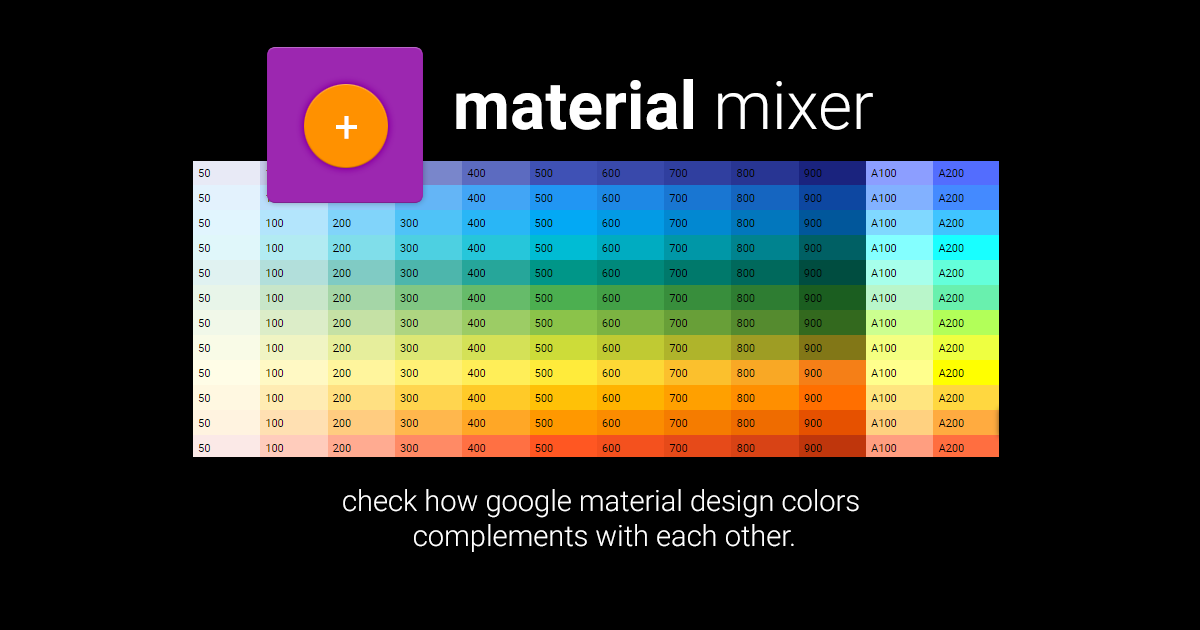 +
material mixer
50 400 500 600 700 800 900 A100 A200
50 400 500 600 700 800 900 A100 A200
50 100 200 300 400 500 600 700 800 900 A100 A200
50 100 200 300 400 500 600 700 800 900 A100 A200
50 100 200 300 400 500 600 700 800 900 A100 A200
50 100 200 300 400 500 600 700 800 900 A100 A200
50 100 200 300 400 500 600 700 800 900 A100 A200
50 100 200 300 400 500 600 700 800 900 A100 A200
50 100 200 300 400 500 600 700 800 900 A100 A200
50 100 200 300 400 500 600 700 800 900 A100 A200
50 100 200 300 400 500 600 700 800 900 A100 A200
50 100 200 300 400 500 600 700 800 900 A100 A200
check how google material design colors
complements with each other.